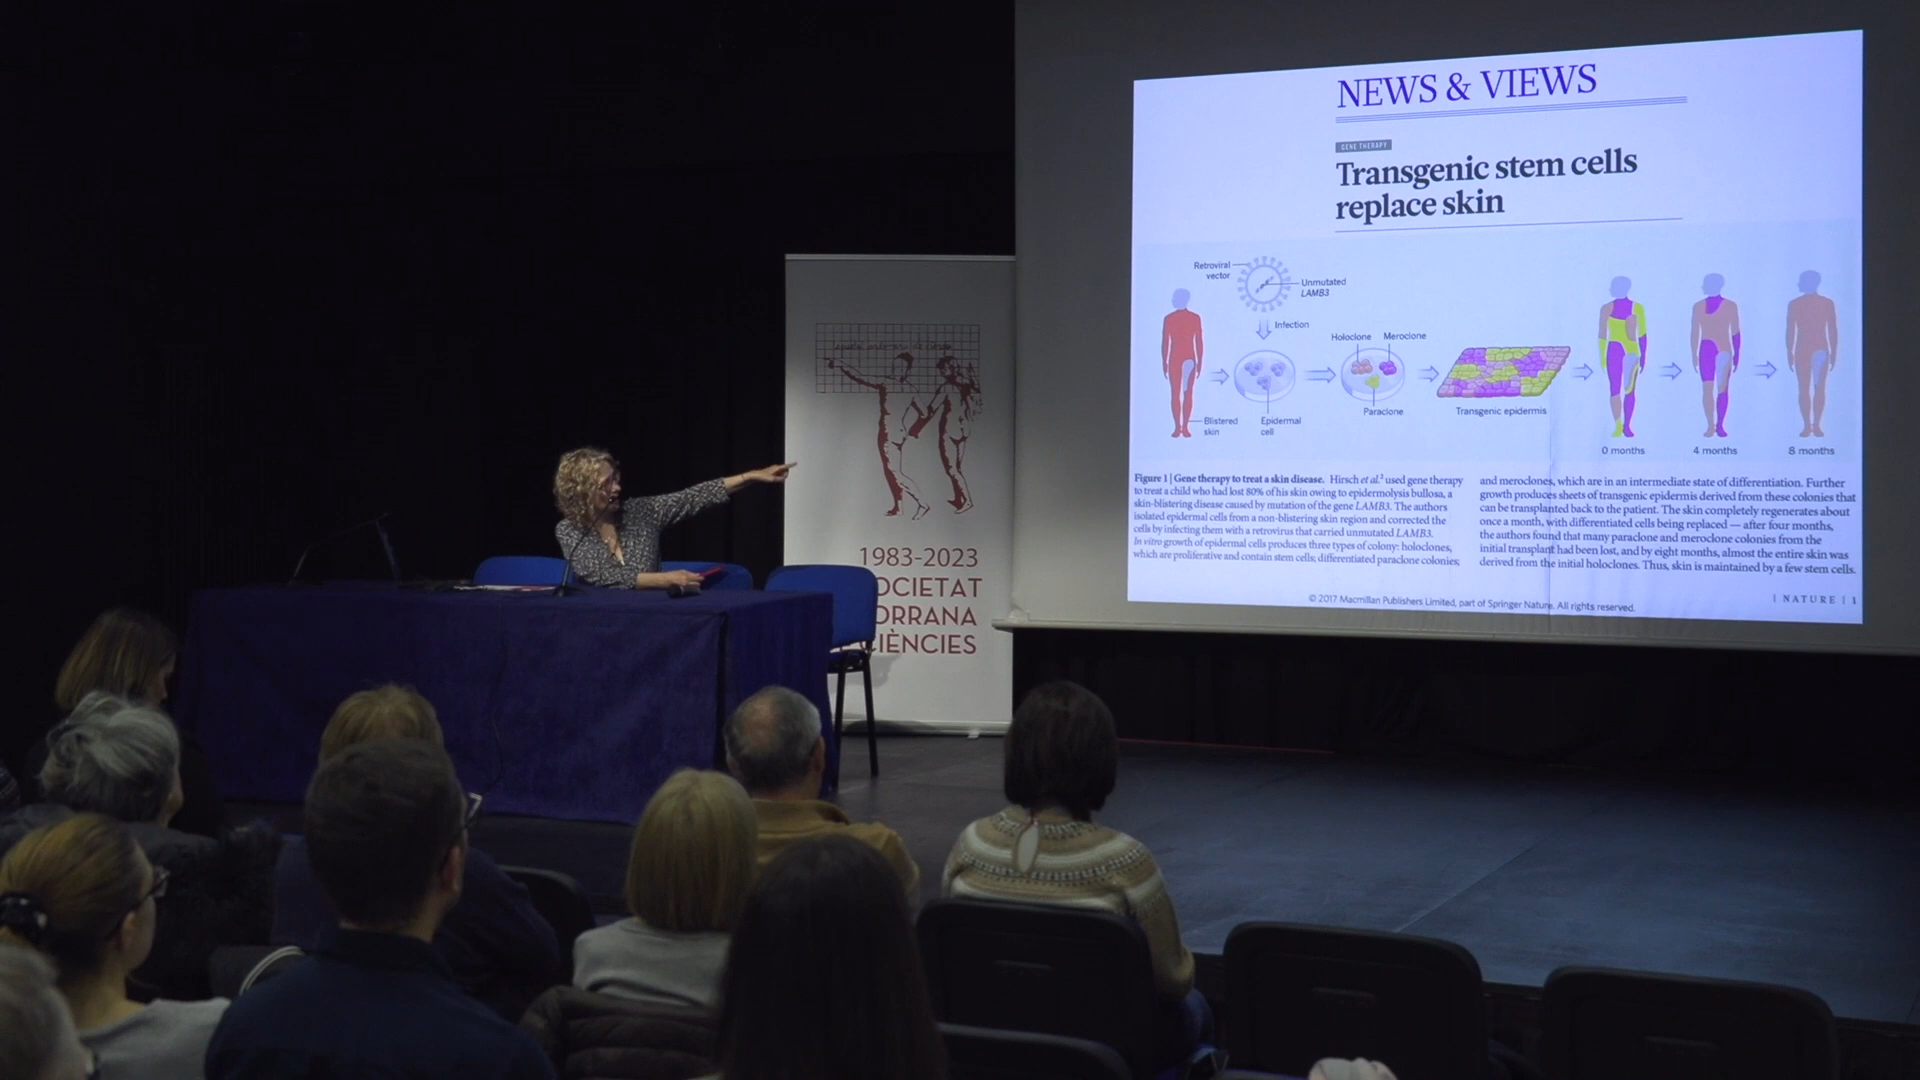 NEWS & VIEWS
GENE THERAPY
Transgenic stem cells
replace skin
Retroviral
vector
Unmutated
LAMB3
Infection
Holoclone
Meroclone
Paraclone
Blistered
skin
Epidermal
cell
Transgenic epidermis
0 months
4 months
8 months
Figure 1 | Gene therapy to treat a skin disease. Hirsch et al.² used gene therapy
to treat a child who had lost 80% of his skin owing to epidermolysis bullosa, a
skin-blistering disease caused by mutation of the gene LAMB3. The authors
isolated epidermal cells from a non-blistering skin region and corrected the
cells by infecting them with a retrovirus that carried unmutated LAMB3.
In vitro growth of epidermal cells produces three types of colony: holoclones,
which are proliferative and contain stem cells; differentiated paraclone colonies;
and meroclones, which are in an intermediate state of differentiation. Further
growth produces sheets of transgenic epidermis derived from these colonies that
can be transplanted back to the patient. The skin completely regenerates about
once a month, with differentiated cells being replaced — after four months,
the authors found that many paraclone and meroclone colonies from the
initial transplant had been lost, and by eight months, almost the entire skin was
derived from the initial holoclones. Thus, skin is maintained by a few stem cells.
© 2017 Macmillan Publishers Limited, part of Springer Nature. All rights reserved.
| NATURE | 1
1983-2023
OCIETAT
ORRANA
CIÈNCIES